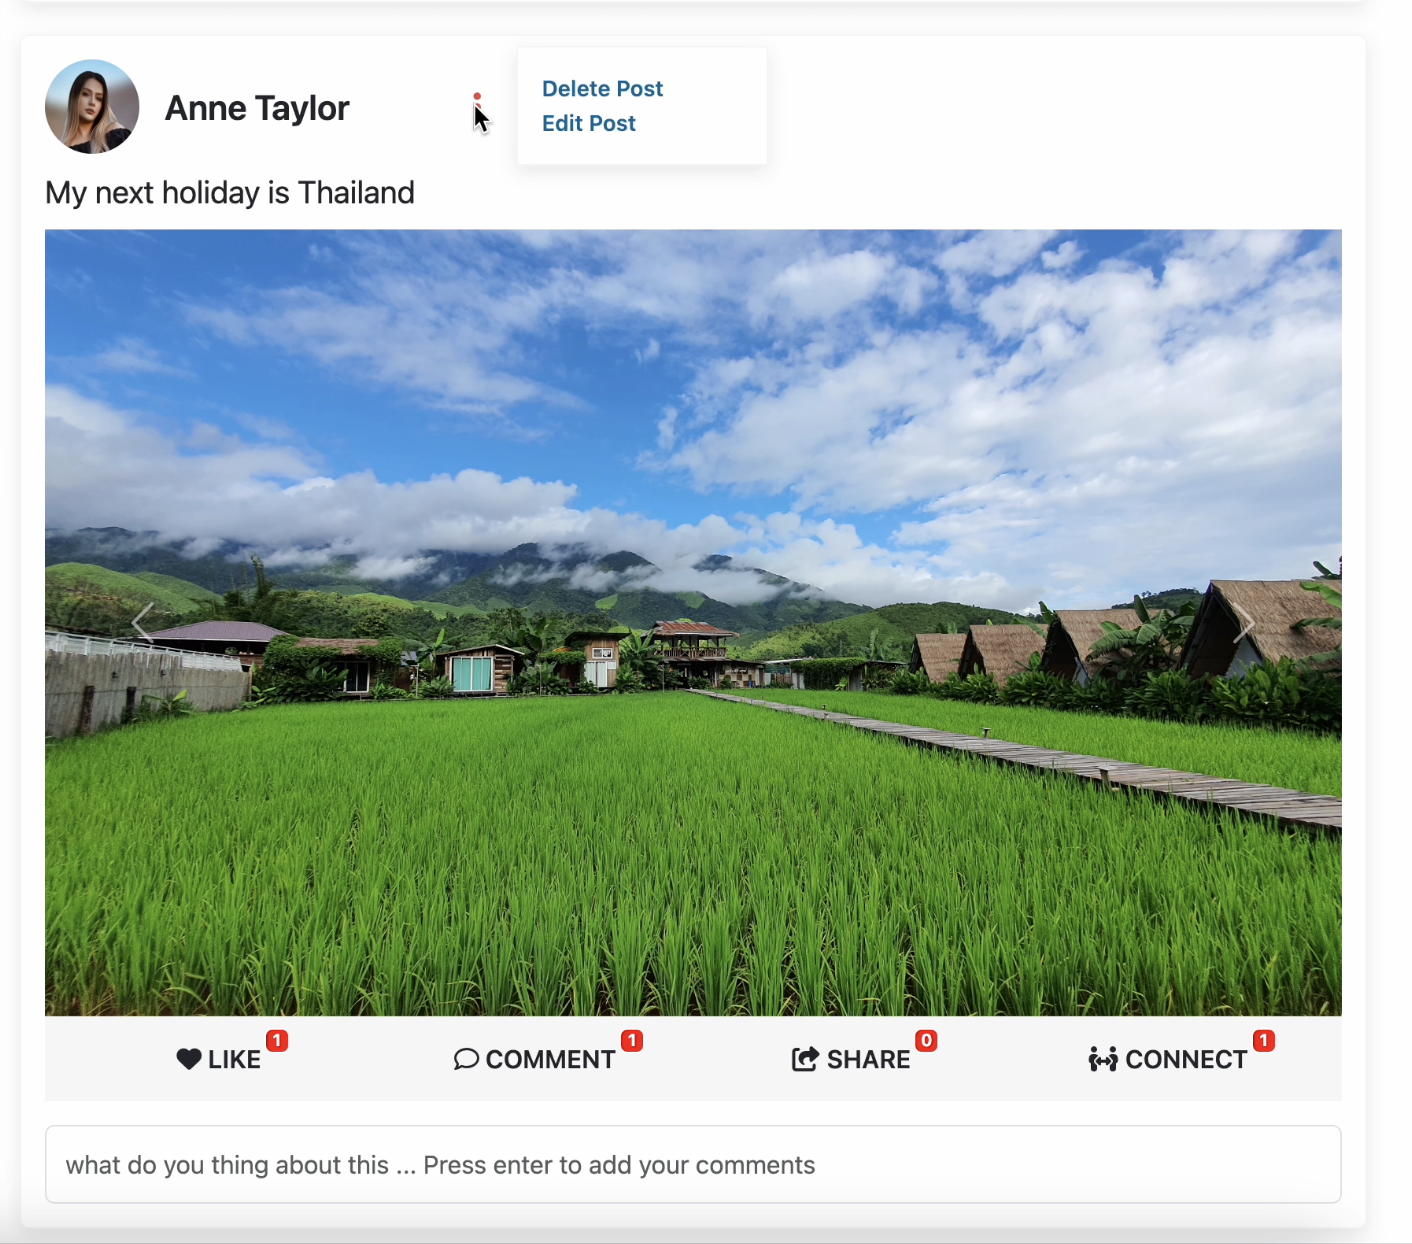 Anne Taylor
Delete Post
Edit Post
My next holiday is Thailand
LIKE 1
COMMENT 1
SHARE 0
CONNECT 1
what do you thing about this ... Press enter to add your comments